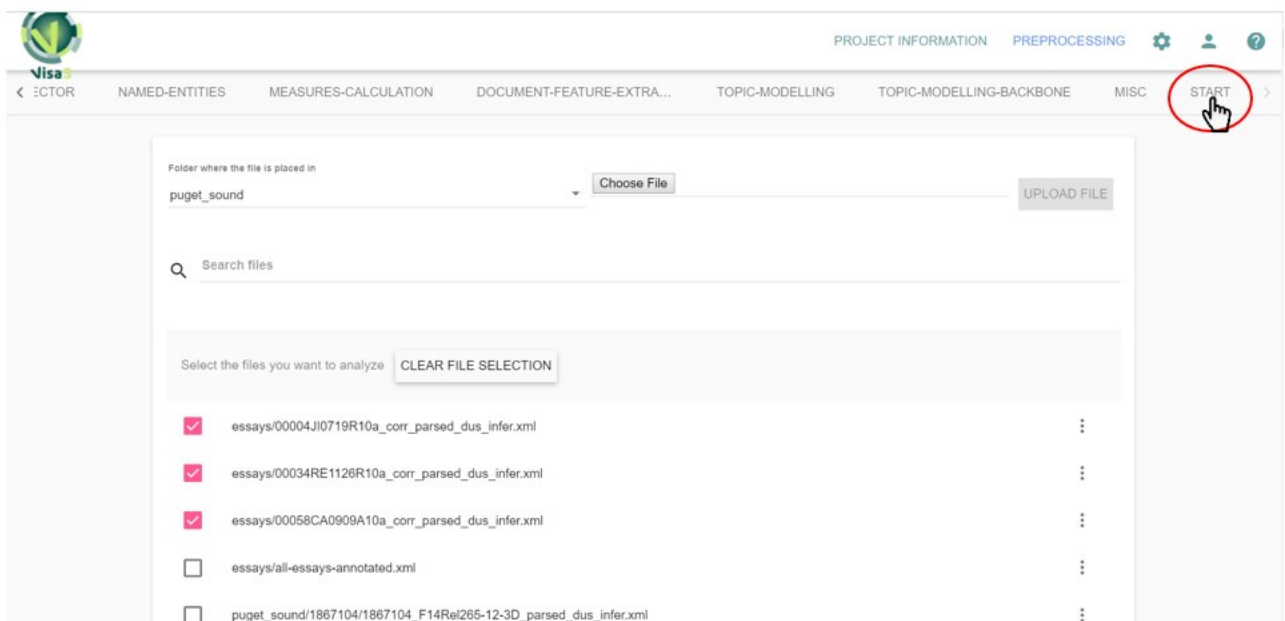 PROJECT INFORMATION PREPROCESSING
Visa
ECTOR NAMED-ENTITIES MEASURES-CALCULATION DOCUMENT-FEATURE-EXTRA... TOPIC-MODELLING TOPIC-MODELLING-BACKBONE MISC START
Folder where the file is placed in
puget_sound Choose File UPLOAD FILE
Search files
Select the files you want to analyze CLEAR FILE SELECTION
essays/00004JI0719R10a_corr_parsed_dus_infer.xml
essays/00034RE1126R10a_corr_parsed_dus_infer.xml
essays/00058CA0909A10a_corr_parsed_dus_infer.xml
essays/all-essays-annotated.xml
puget_sound/1867104/1867104_F14Rel265-12-3D_parsed_dus_infer.xml